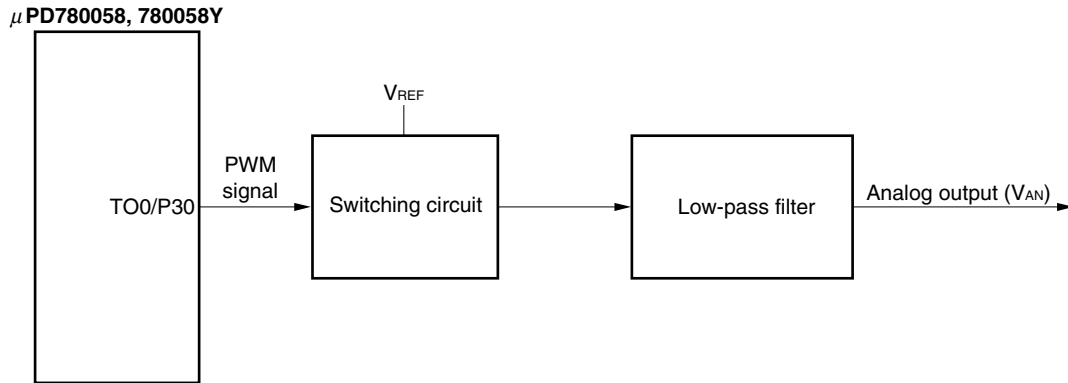 μPD780058, 780058Y
VREF
PWM
signal
TO0/P30
Switching circuit
Low-pass filter
Analog output (VAN)